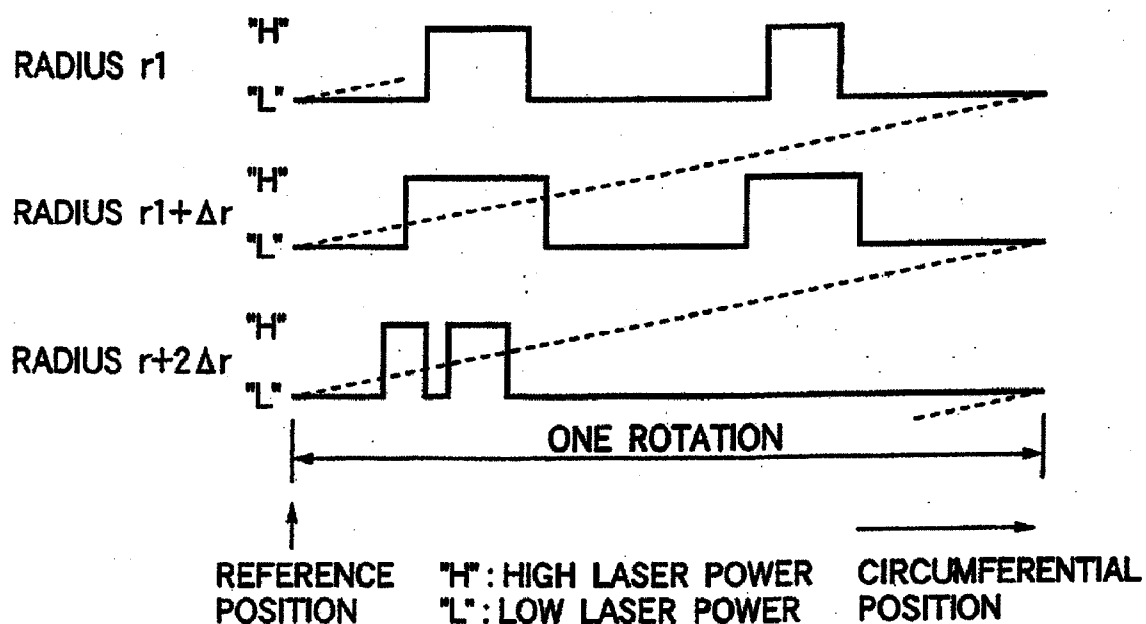 "H"
RADIUS r1
"L"
"H"
RADIUS r1+Δr
"L"
"H"
RADIUS r+2Δr
"L"
ONE ROTATION
REFERENCE POSITION
"H": HIGH LASER POWER
"L": LOW LASER POWER
CIRCUMFERENTIAL POSITION